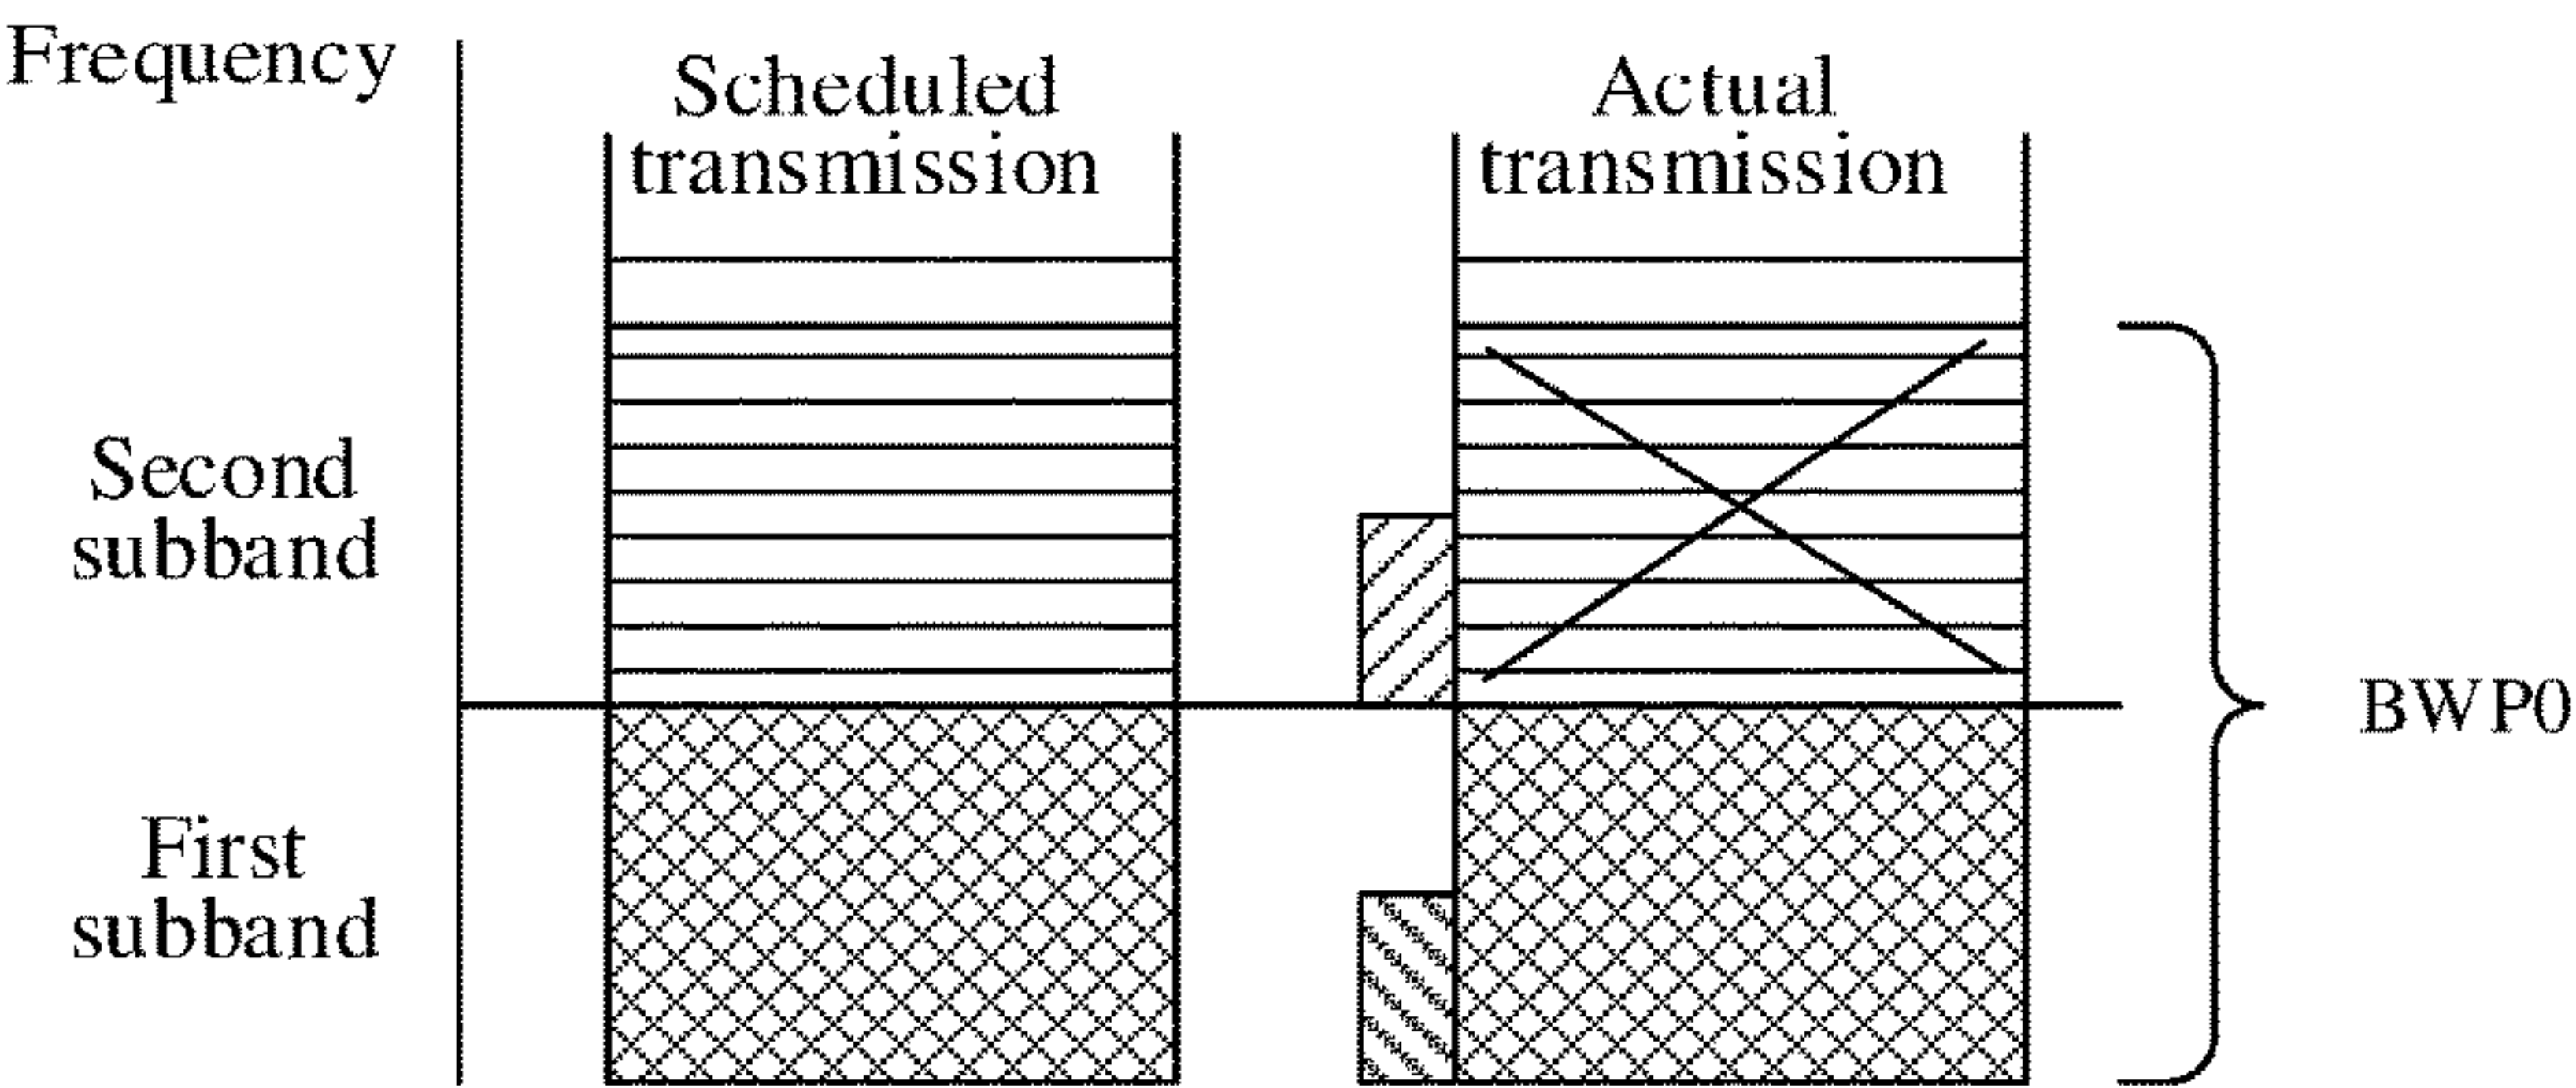 Frequency
Scheduled
transmission
Actual
transmission
Second
subband
First
subband
BWP0